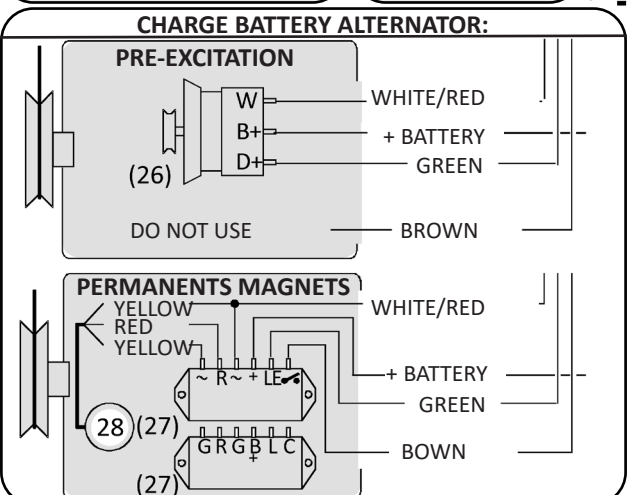 CHARGE BATTERY ALTERNATOR:
PRE-EXCITATION
W
WHITE/RED
B+
+ BATTERY
D+
GREEN
(26)
DO NOT USE
BROWN
PERMANENTS MAGNETS
YELLOW
WHITE/RED
RED
YELLOW
~ R ~ + LE
+ BATTERY
GREEN
28 (27)
G R G B + L C
BOWN
(27)